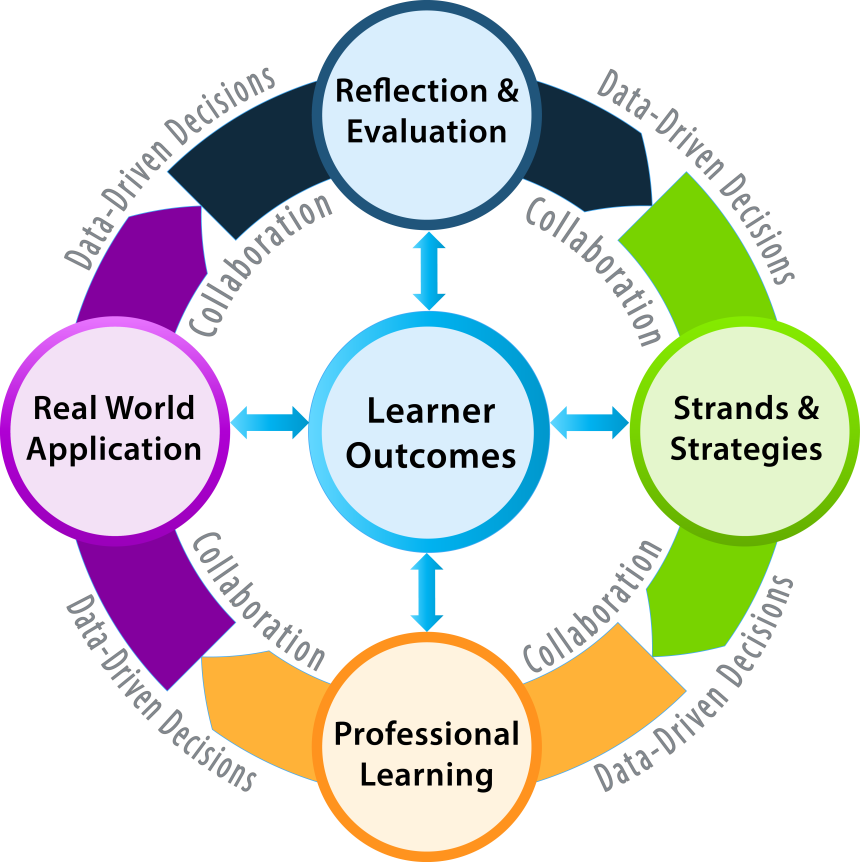 Reflection &
Evaluation
Data-Driven Decisions
Collaboration
Data-Driven Decisions
Collaboration
Real World
Application
Learner
Outcomes
Strands &
Strategies
Collaboration
Data-Driven Decisions
Collaboration
Data-Driven Decisions
Professional
Learning